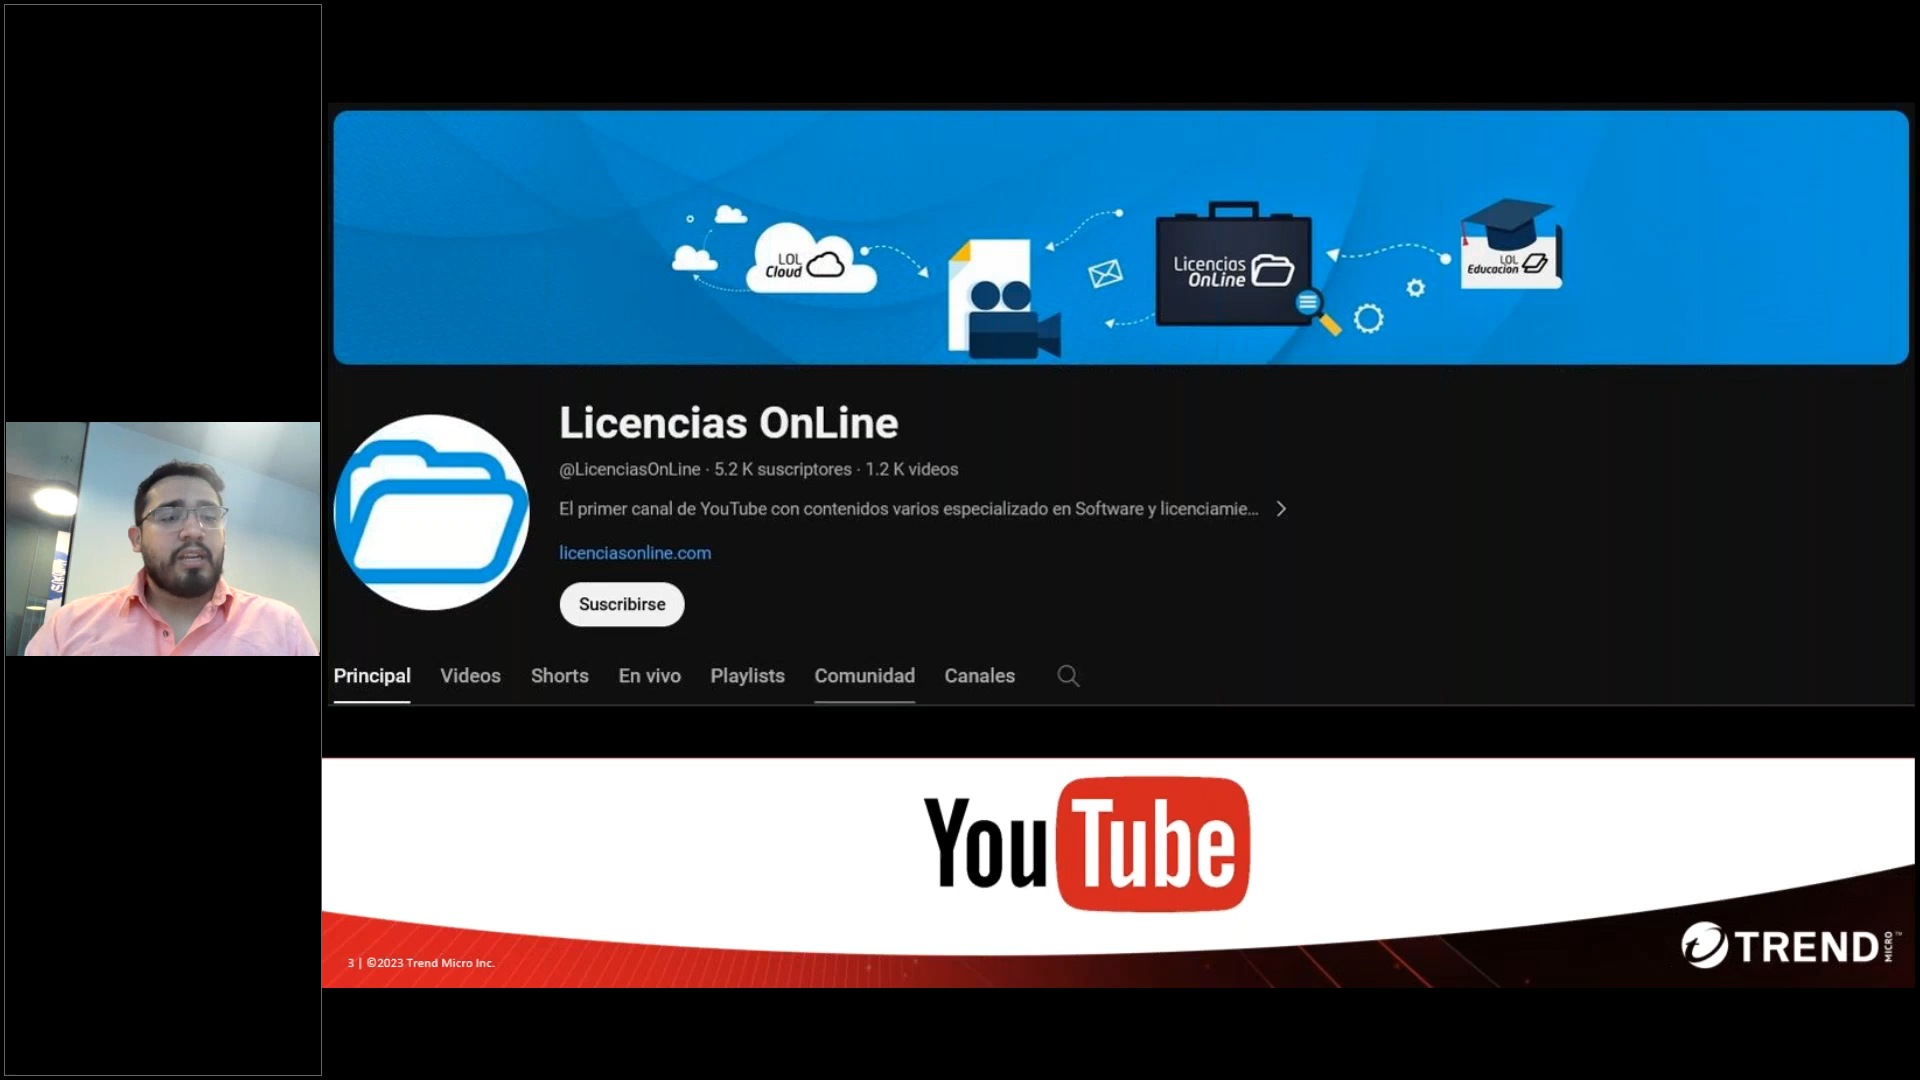 LOL
Cloud
Licencias
OnLine
LOL
Educación
Licencias OnLine
@LicenciasOnLine · 5.2 K suscriptores · 1.2 K videos
El primer canal de YouTube con contenidos varios especializado en Software y licenciamie...
licenciasonline.com
Suscribirse
Principal Videos Shorts En vivo Playlists Comunidad Canales
YouTube
3 | ©2023 Trend Micro Inc.
TREND MICRO™